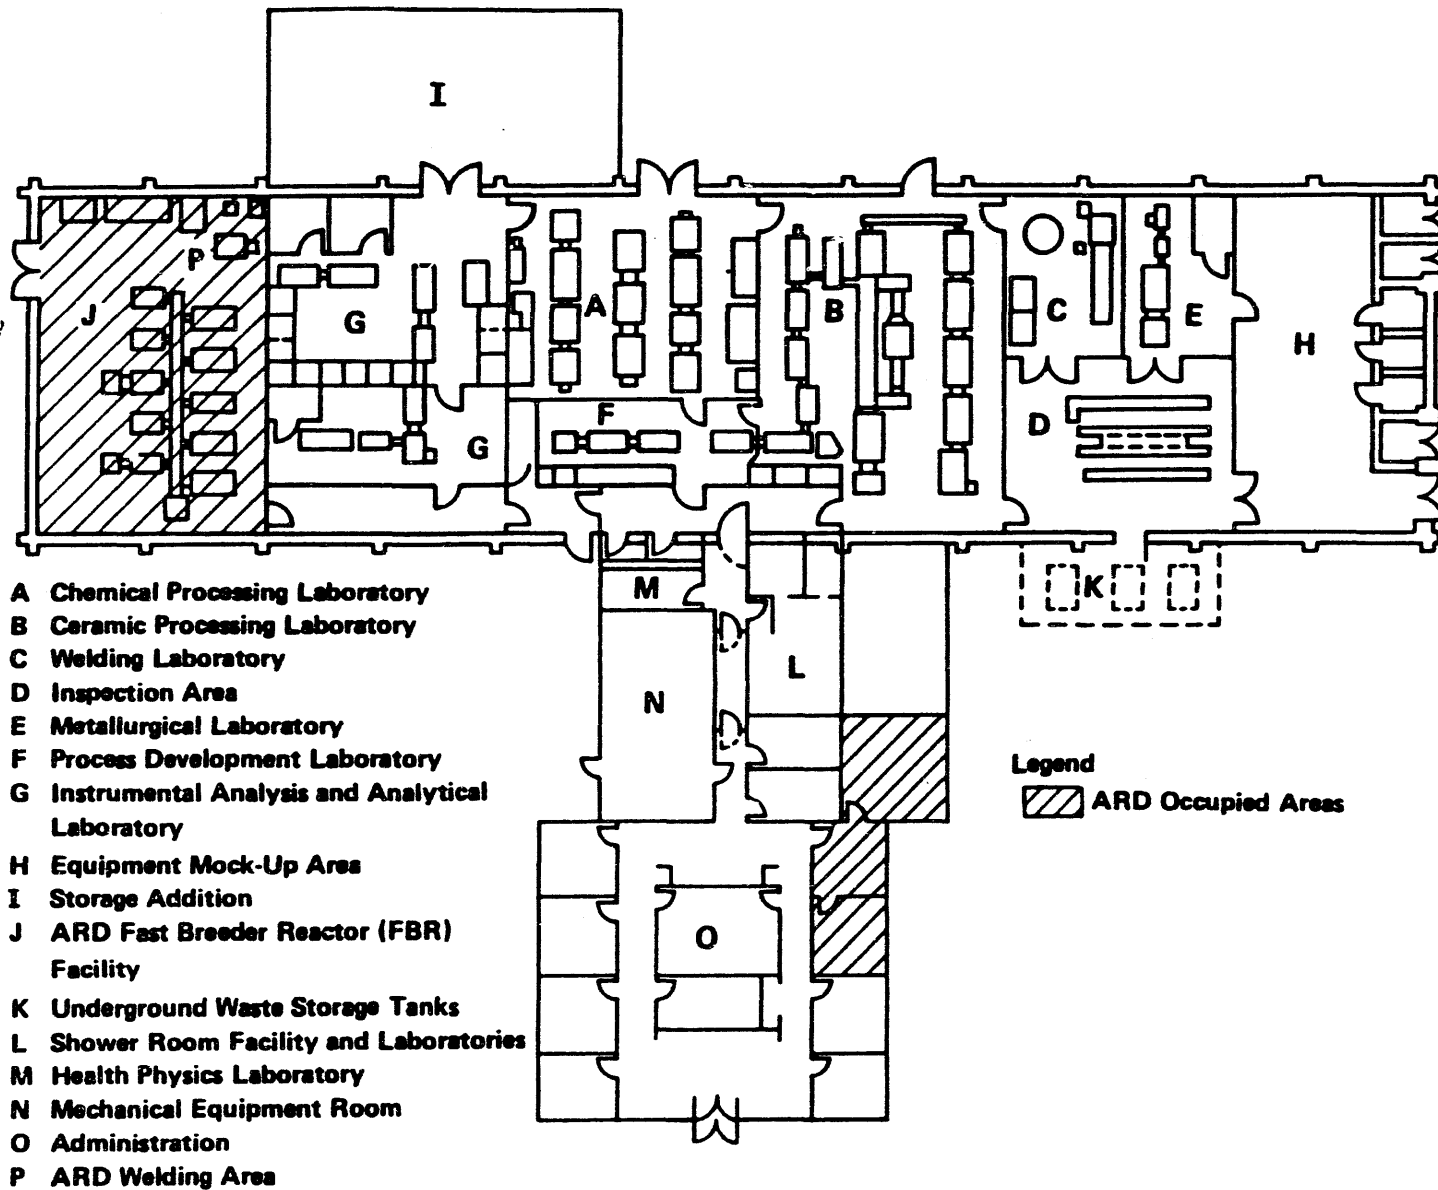 I
P
J
G
A
B
C
E
H
F
D
G
K
M
L
N
O
A Chemical Processing Laboratory
B Ceramic Processing Laboratory
C Welding Laboratory
D Inspection Area
E Metallurgical Laboratory
F Process Development Laboratory
G Instrumental Analysis and Analytical
Laboratory
H Equipment Mock-Up Area
I Storage Addition
J ARD Fast Breeder Reactor (FBR)
Facility
K Underground Waste Storage Tanks
L Shower Room Facility and Laboratories
M Health Physics Laboratory
N Mechanical Equipment Room
O Administration
P ARD Welding Area
Legend
ARD Occupied Areas